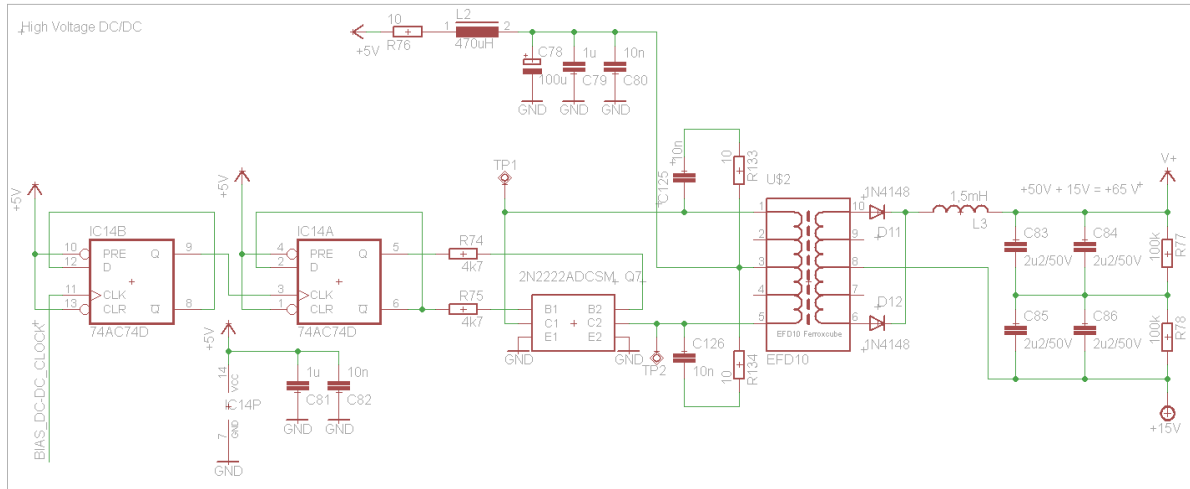 High Voltage DC/DC
+5V
10
R76
L2
1
2
470uH
C78
100u
1u
C79
10n
C80
GND
GND
GND
TP1
10n
C125
10
R133
U$2
1N4148
D11
1,5mH
L3
+50V + 15V = +65 V
V+
+5V
+5V
IC14B
10
PRE
Q
9
12
D
11
CLK
13
CLR
Q
8
74AC74D
IC14A
4
PRE
Q
5
2
D
3
CLK
1
CLR
Q
6
74AC74D
R74
4k7
R75
4k7
2N2222ADCSM
Q7
B1
B2
C1
C2
E1
E2
GND
GND
TP2
C126
10n
10
R134
1
2
3
4
5
10
9
8
7
6
EFD10 Ferroxcube
EFD10
D12
1N4148
C83
2u2/50V
C84
2u2/50V
100k
R77
C85
2u2/50V
C86
2u2/50V
100k
R78
+15V
BIAS_DC-DC_CLOCK
+5V
14
VCC
IC14P
7
GND
GND
1u
C81
10n
C82
GND
GND